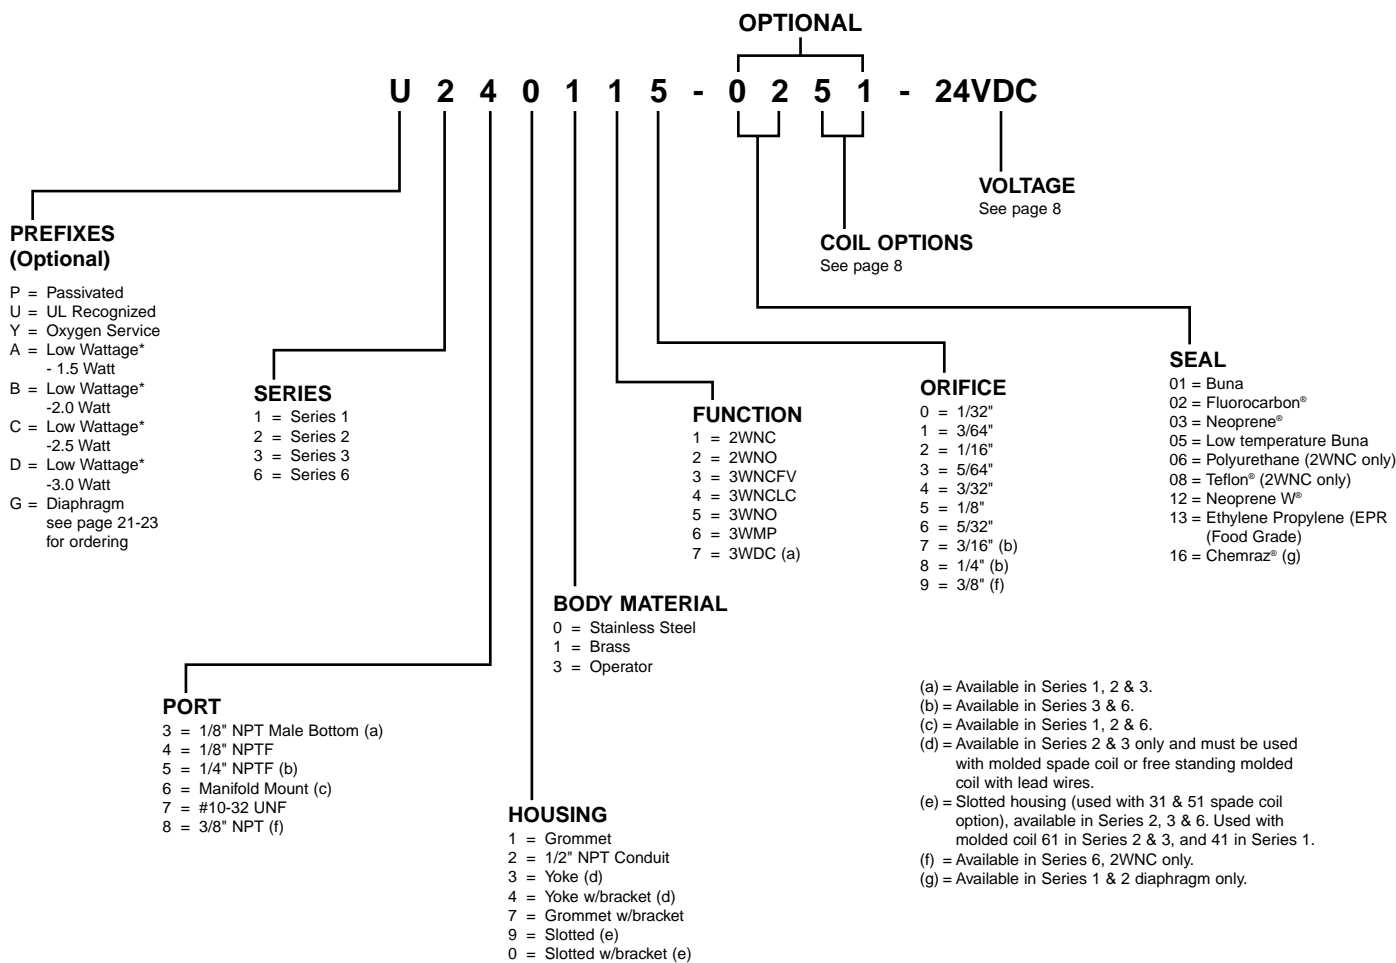 OPTIONAL
U 2 4 0 1 1 5 - 0 2 5 1 - 24VDC
VOLTAGE
See page 8
COIL OPTIONS
See page 8
PREFIXES
(Optional)
P = Passivated
U = UL Recognized
Y = Oxygen Service
A = Low Wattage*
- 1.5 Watt
B = Low Wattage*
-2.0 Watt
C = Low Wattage*
-2.5 Watt
D = Low Wattage*
-3.0 Watt
G = Diaphragm
see page 21-23
for ordering
SERIES
1 = Series 1
2 = Series 2
3 = Series 3
6 = Series 6
FUNCTION
1 = 2WNC
2 = 2WNO
3 = 3WNCFV
4 = 3WNCLC
5 = 3WNO
6 = 3WMP
7 = 3WDC (a)
ORIFICE
0 = 1/32"
1 = 3/64"
2 = 1/16"
3 = 5/64"
4 = 3/32"
5 = 1/8"
6 = 5/32"
7 = 3/16" (b)
8 = 1/4" (b)
9 = 3/8" (f)
SEAL
01 = Buna
02 = Fluorocarbon®
03 = Neoprene®
05 = Low temperature Buna
06 = Polyurethane (2WNC only)
08 = Teflon® (2WNC only)
12 = Neoprene W®
13 = Ethylene Propylene (EPR
(Food Grade)
16 = Chemraz® (g)
BODY MATERIAL
0 = Stainless Steel
1 = Brass
3 = Operator
PORT
3 = 1/8" NPT Male Bottom (a)
4 = 1/8" NPTF
5 = 1/4" NPTF (b)
6 = Manifold Mount (c)
7 = #10-32 UNF
8 = 3/8" NPT (f)
HOUSING
1 = Grommet
2 = 1/2" NPT Conduit
3 = Yoke (d)
4 = Yoke w/bracket (d)
7 = Grommet w/bracket
9 = Slotted (e)
0 = Slotted w/bracket (e)
(a) = Available in Series 1, 2 & 3.
(b) = Available in Series 3 & 6.
(c) = Available in Series 1, 2 & 6.
(d) = Available in Series 2 & 3 only and must be used
with molded spade coil or free standing molded
coil with lead wires.
(e) = Slotted housing (used with 31 & 51 spade coil
option), available in Series 2, 3 & 6. Used with
molded coil 61 in Series 2 & 3, and 41 in Series 1.
(f) = Available in Series 6, 2WNC only.
(g) = Available in Series 1 & 2 diaphragm only.